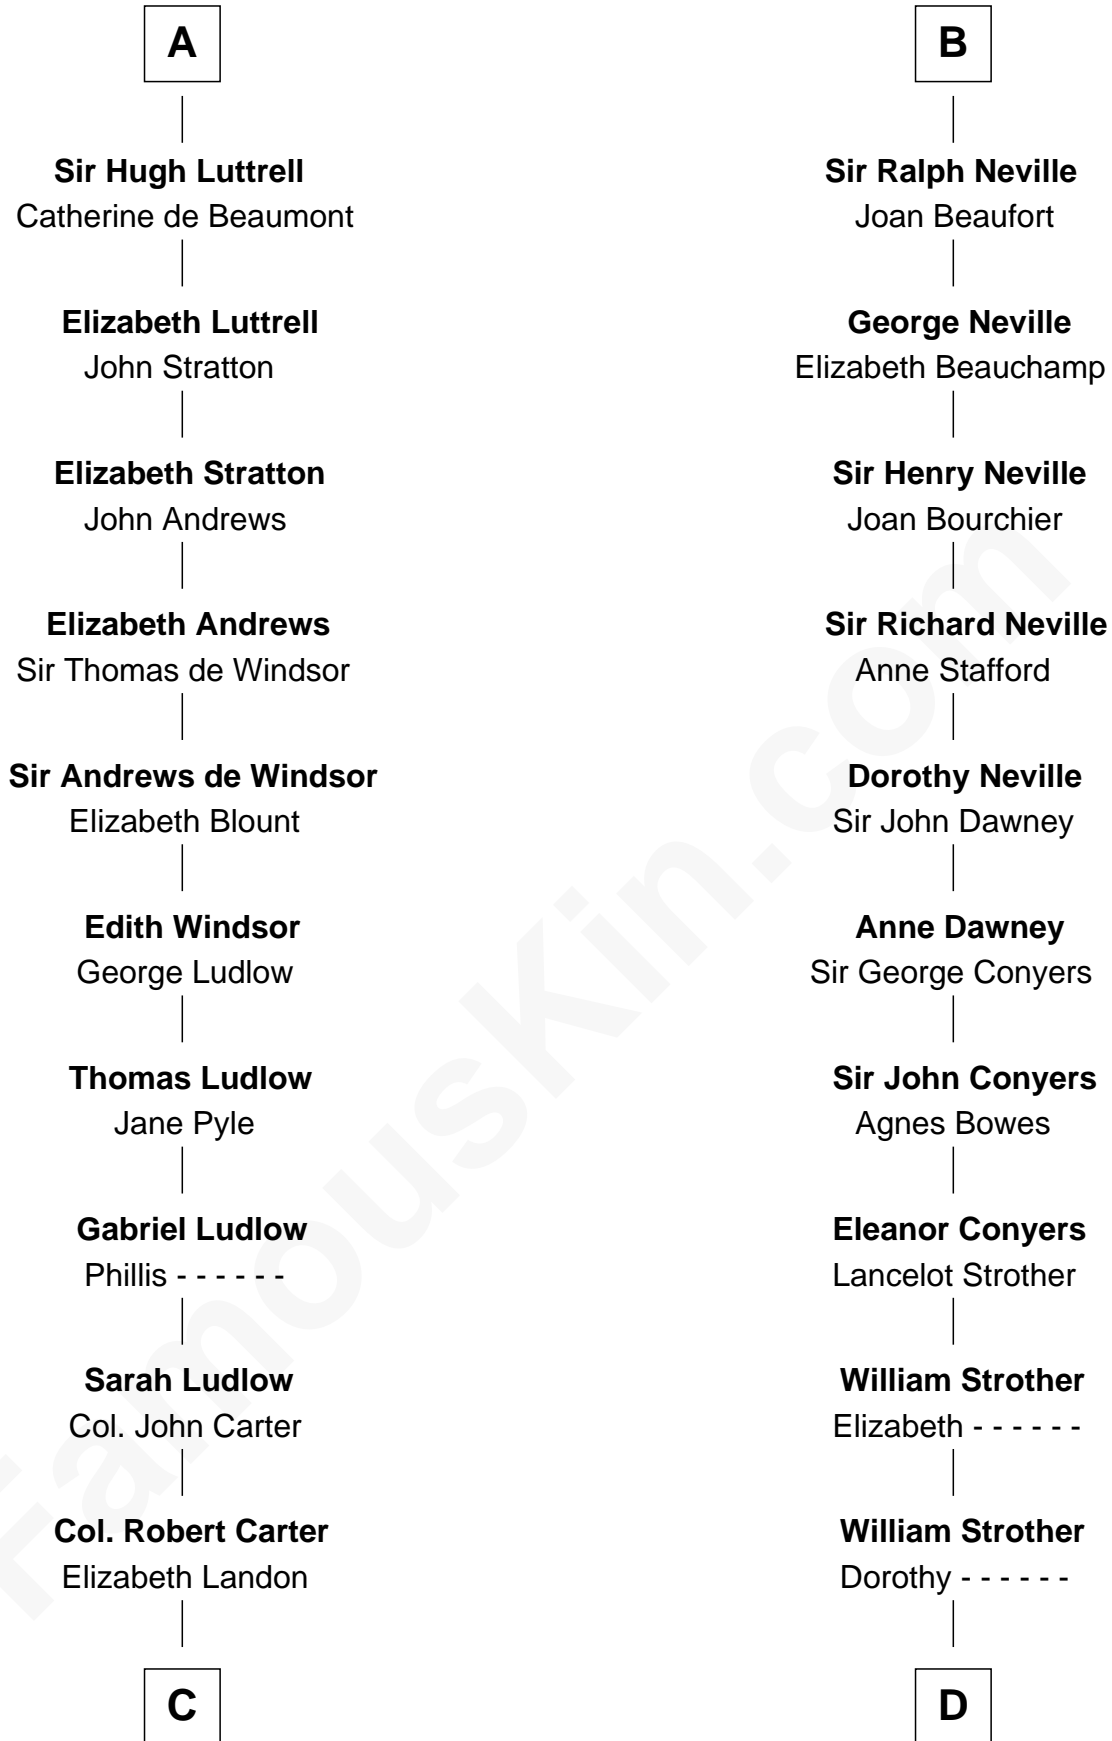 A
Sir Hugh Luttrell
Catherine de Beaumont
Elizabeth Luttrell
John Stratton
Elizabeth Stratton
John Andrews
Elizabeth Andrews
Sir Thomas de Windsor
Sir Andrews de Windsor
Elizabeth Blount
Edith Windsor
George Ludlow
Thomas Ludlow
Jane Pyle
Gabriel Ludlow
Phillis - - - - - -
Sarah Ludlow
Col. John Carter
Col. Robert Carter
Elizabeth Landon
C
B
Sir Ralph Neville
Joan Beaufort
George Neville
Elizabeth Beauchamp
Sir Henry Neville
Joan Bourchier
Sir Richard Neville
Anne Stafford
Dorothy Neville
Sir John Dawney
Anne Dawney
Sir George Conyers
Sir John Conyers
Agnes Bowes
Eleanor Conyers
Lancelot Strother
William Strother
Elizabeth - - - - - -
William Strother
Dorothy - - - - - -
D
FamousKin.com